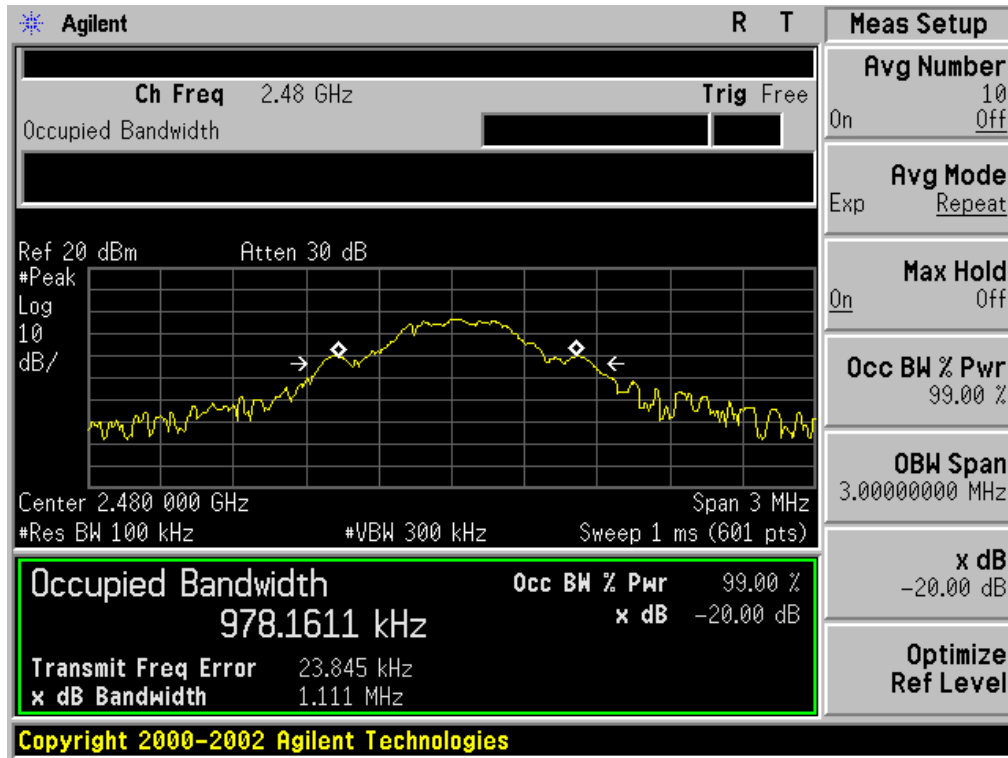 Agilent R T
Ch Freq 2.48 GHz Trig Free
Occupied Bandwidth
Ref 20 dBm Atten 30 dB
#Peak
Log
10
dB/
Center 2.480 000 GHz Span 3 MHz
#Res BW 100 kHz #VBW 300 kHz Sweep 1 ms (601 pts)
Occupied Bandwidth
978.1611 kHz
Occ BW % Pwr 99.00 %
x dB -20.00 dB
Transmit Freq Error 23.845 kHz
x dB Bandwidth 1.111 MHz
Copyright 2000-2002 Agilent Technologies
Meas Setup
Avg Number
10
On Off
Avg Mode
Exp Repeat
Max Hold
On Off
Occ BW % Pwr
99.00 %
OBW Span
3.00000000 MHz
x dB
-20.00 dB
Optimize
Ref Level